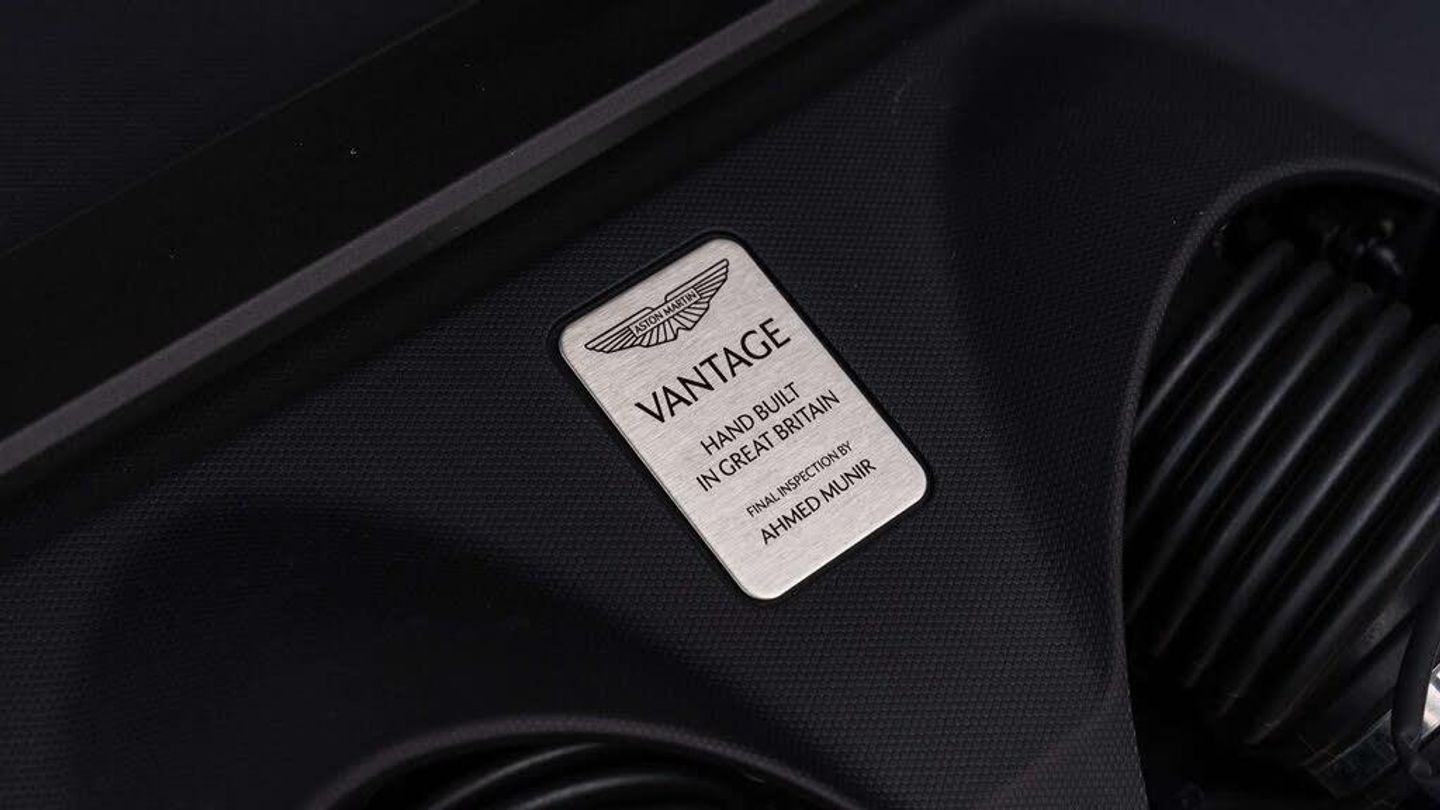 ASTON MARTIN
VANTAGE
HAND BUILT
IN GREAT BRITAIN
FINAL INSPECTION BY
AHMED MUNIR